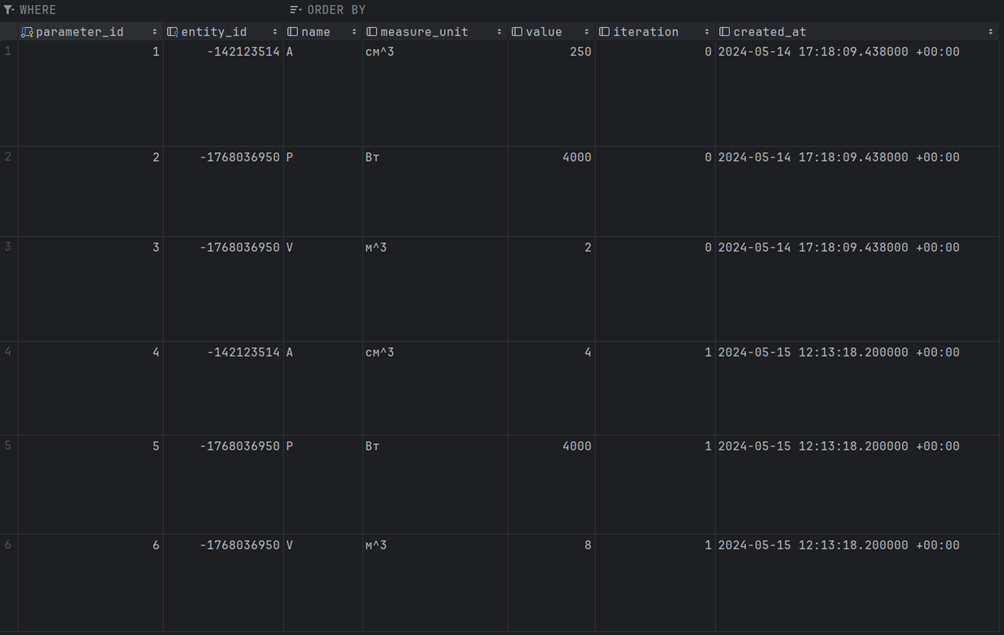 WHERE ORDER BY
parameter_id entity_id name measure_unit value iteration created_at
1 1 -142123514 A см^3 250 0 2024-05-14 17:18:09.438000 +00:00
2 2 -1768036950 P Вт 4000 0 2024-05-14 17:18:09.438000 +00:00
3 3 -1768036950 V м^3 2 0 2024-05-14 17:18:09.438000 +00:00
4 4 -142123514 A см^3 4 1 2024-05-15 12:13:18.200000 +00:00
5 5 -1768036950 P Вт 4000 1 2024-05-15 12:13:18.200000 +00:00
6 6 -1768036950 V м^3 8 1 2024-05-15 12:13:18.200000 +00:00